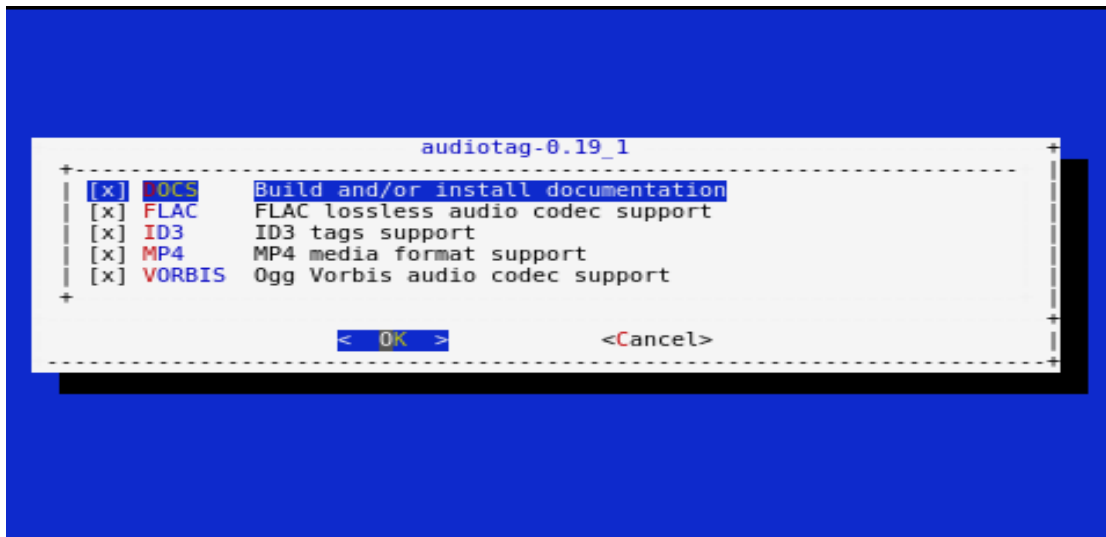 audiotag-0.19_1
[x] DOCS Build and/or install documentation
[x] FLAC FLAC lossless audio codec support
[x] ID3 ID3 tags support
[x] MP4 MP4 media format support
[x] VORBIS Ogg Vorbis audio codec support
< OK > <Cancel>